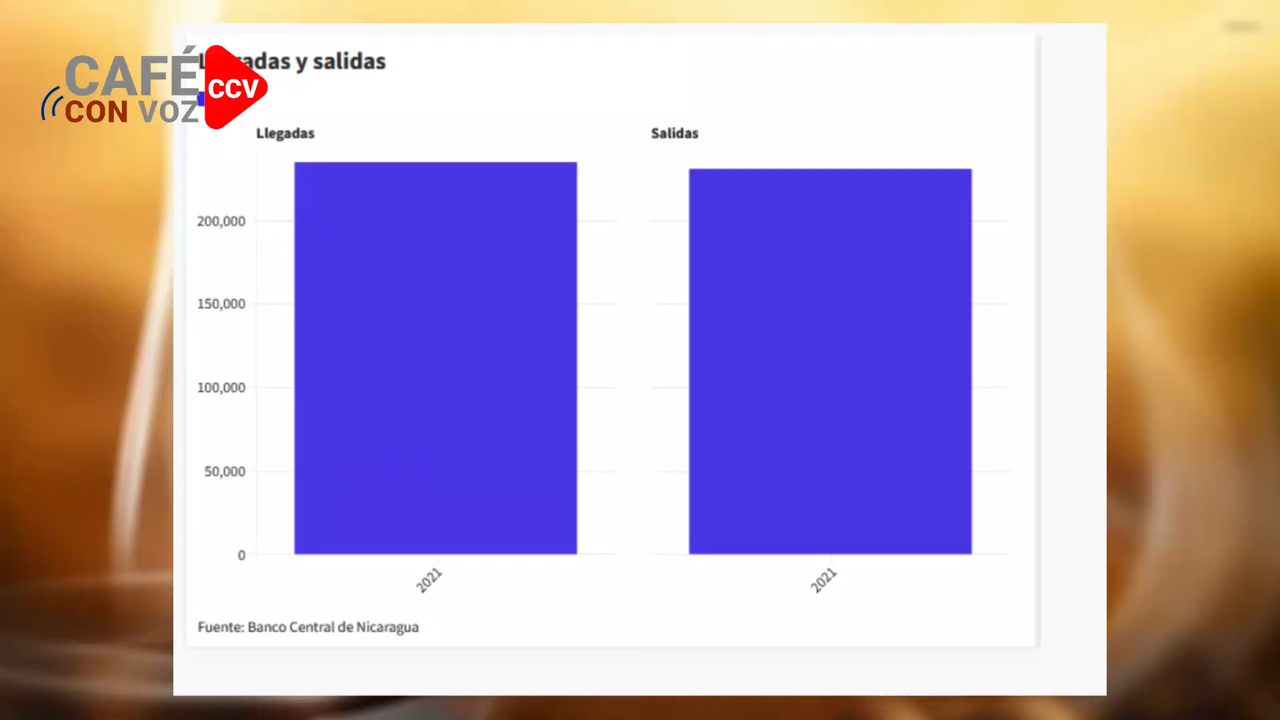 CAFÉ
CON VOZ
CCV
y salidas
Llegadas
Salidas
200,000
150,000
100,000
50,000
0
2021
2021
Fuente: Banco Central de Nicaragua